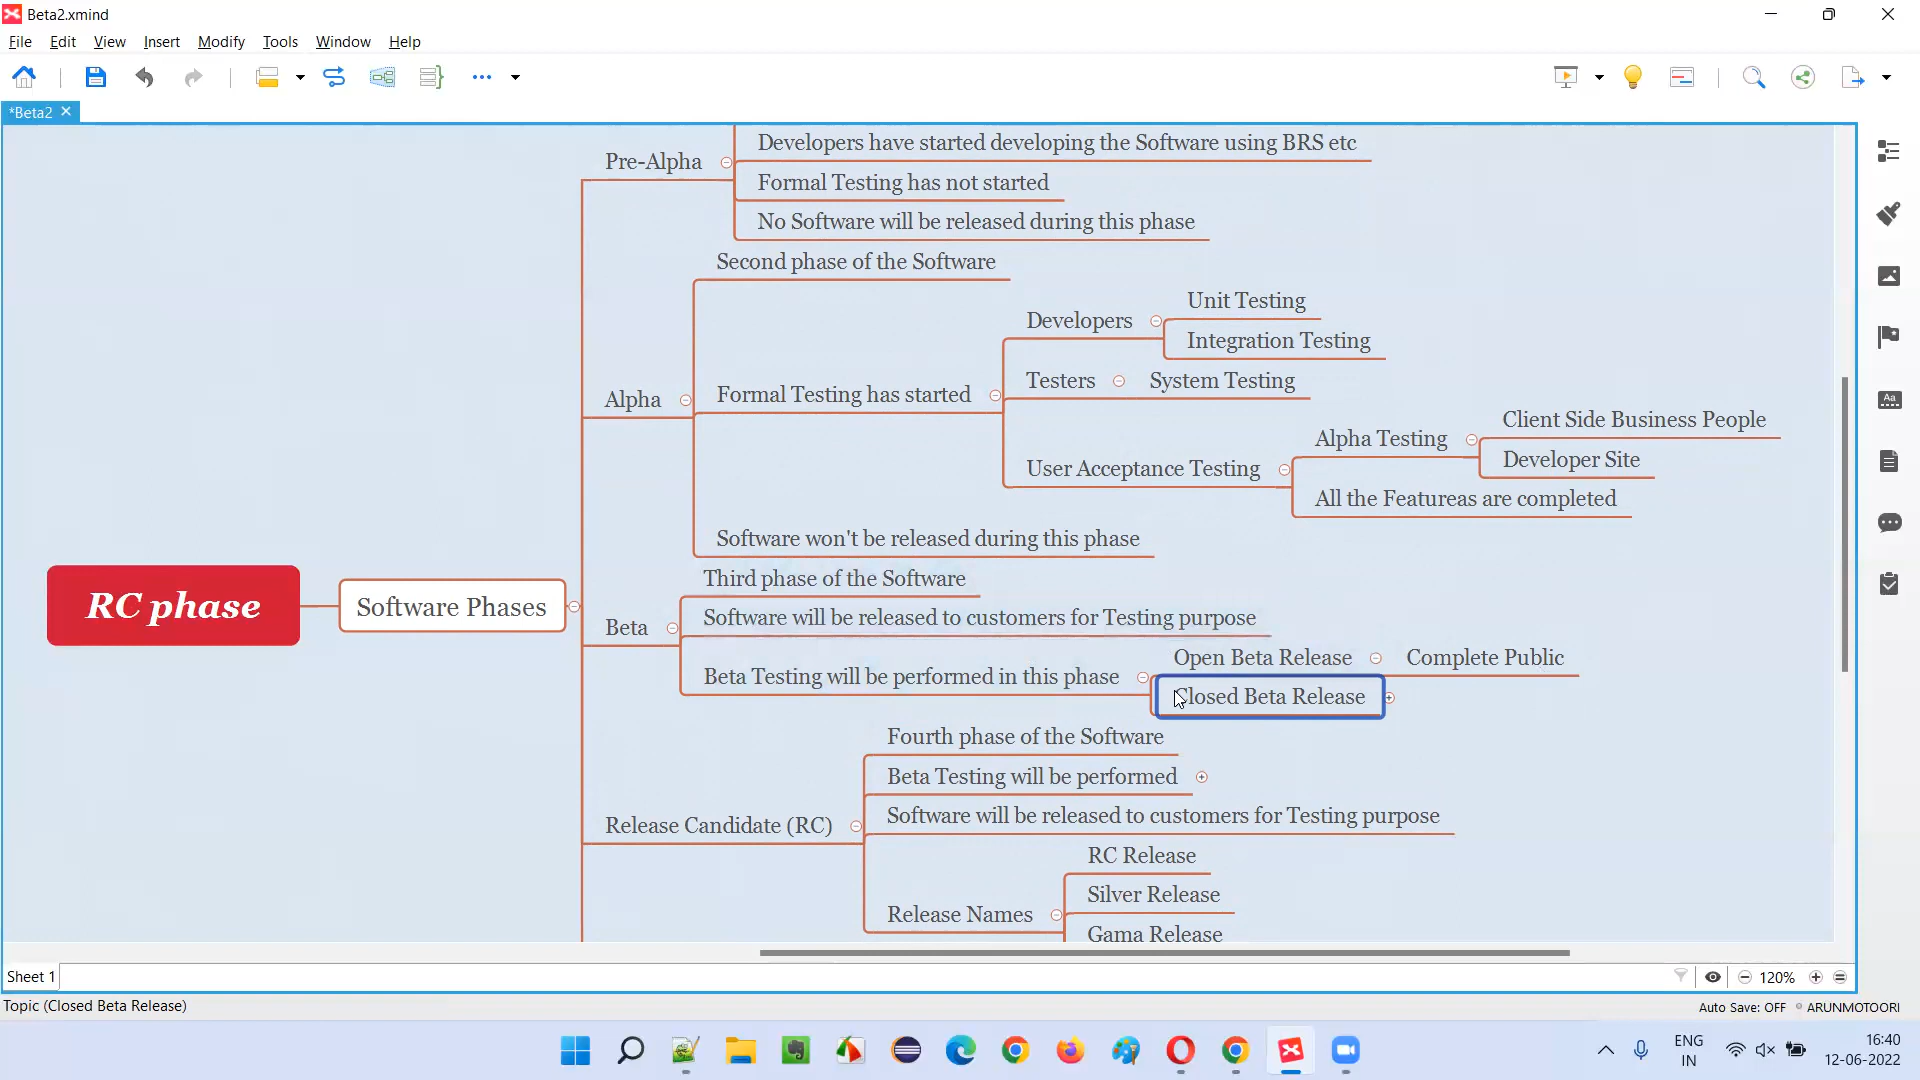 Beta2.xmind
File Edit View Insert Modify Tools Window Help
*Beta2
Developers have started developing the Software using BRS etc
Pre-Alpha
Formal Testing has not started
No Software will be released during this phase
Second phase of the Software
Unit Testing
Developers
Integration Testing
Testers
System Testing
Alpha
Formal Testing has started
Client Side Business People
Alpha Testing
Developer Site
User Acceptance Testing
All the Featureas are completed
Software won't be released during this phase
Third phase of the Software
RC phase
Software Phases
Software will be released to customers for Testing purpose
Beta
Open Beta Release
Complete Public
Beta Testing will be performed in this phase
Closed Beta Release
Fourth phase of the Software
Beta Testing will be performed
Software will be released to customers for Testing purpose
Release Candidate (RC)
RC Release
Silver Release
Release Names
Gama Release
Sheet 1
120%
Topic (Closed Beta Release)
Auto Save: OFF
ARUNMOTOORI
ENG
IN
16:40
12-06-2022
Aa